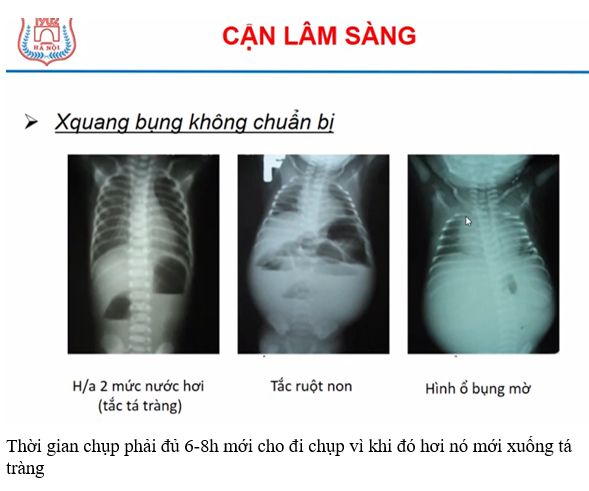 1902
HÀ NỘI
CẬN LÂM SÀNG
➢ Xquang bụng không chuẩn bị
H/a 2 mức nước hơi
(tắc tá tràng)
Tắc ruột non
Hình ổ bụng mờ
Thời gian chụp phải đủ 6-8h mới cho đi chụp vì khi đó hơi nó mới xuống tá
tràng